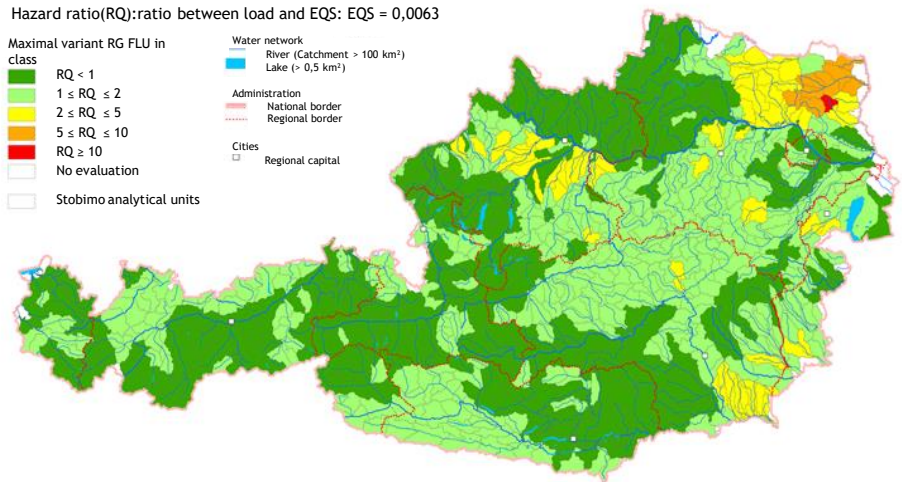 Hazard ratio(RQ):ratio between load and EQS: EQS = 0,0063
Maximal variant RG FLU in
class
RQ < 1
1 ≤ RQ ≤ 2
2 ≤ RQ ≤ 5
5 ≤ RQ ≤ 10
RQ ≥ 10
No evaluation
Stobimo analytical units
Water network
River (Catchment > 100 km²)
Lake (> 0,5 km²)
Administration
National border
Regional border
Cities
Regional capital